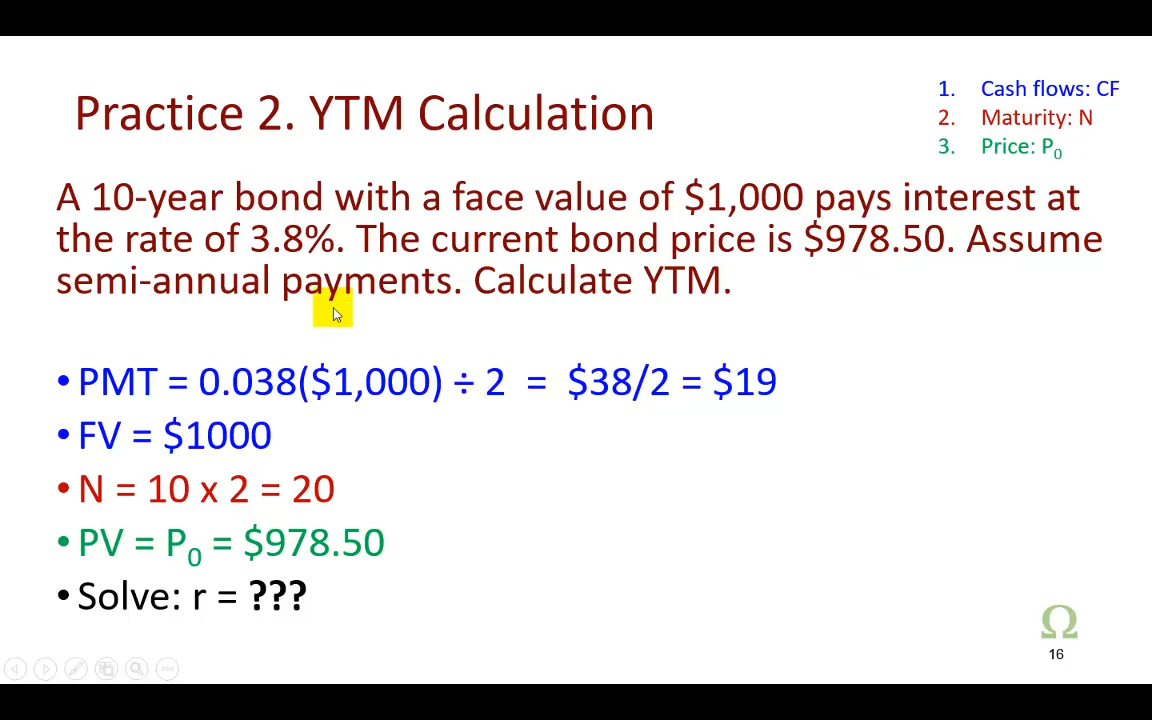 Practice 2. YTM Calculation
1. Cash flows: CF
2. Maturity: N
3. Price: P₀
A 10-year bond with a face value of $1,000 pays interest at
the rate of 3.8%. The current bond price is $978.50. Assume
semi-annual payments. Calculate YTM.
• PMT = 0.038($1,000) ÷ 2 = $38/2 = $19
• FV = $1000
• N = 10 x 2 = 20
• PV = P₀ = $978.50
• Solve: r = ???
Ω
16